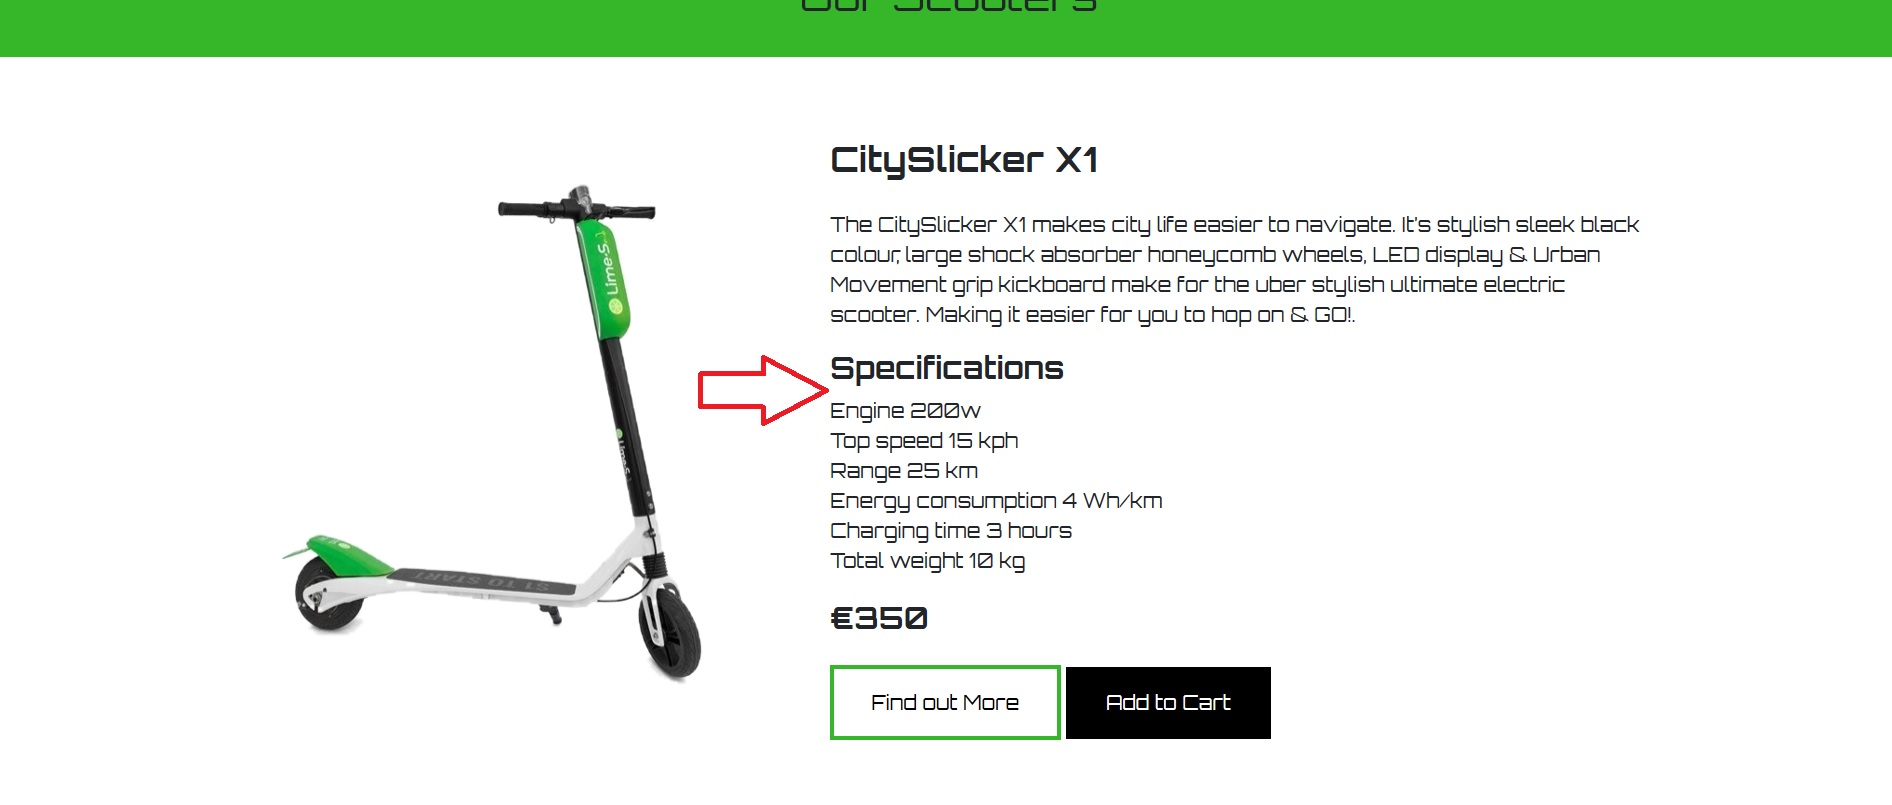 Our Scooters
CitySlicker X1
The CitySlicker X1 makes city life easier to navigate. It's stylish sleek black
colour, large shock absorber honeycomb wheels, LED display & Urban
Movement grip kickboard make for the uber stylish ultimate electric
scooter. Making it easier for you to hop on & GO!.
Lime-S
Specifications
Engine 200w
Top speed 15 kph
Range 25 km
Energy consumption 4 Wh/km
Charging time 3 hours
Total weight 10 kg
Lime-S
TO START
€350
Find out More
Add to Cart